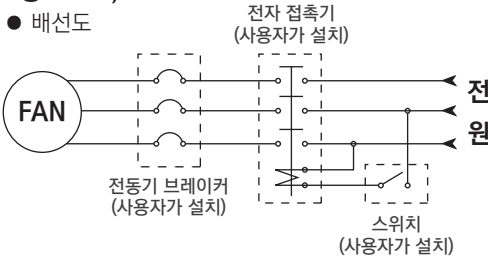 ● 배선도
전자 접촉기
(사용자가 설치)
FAN
전
원
전동기 브레이커
(사용자가 설치)
스위치
(사용자가 설치)